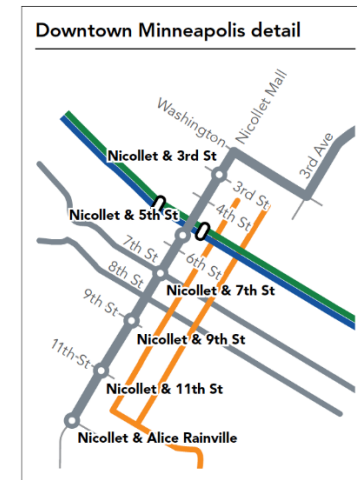 Downtown Minneapolis detail
Washington
Nicollet Mall
3rd Ave
Nicollet & 3rd St
3rd St
4th St
Nicollet & 5th St
6th St
7th St
Nicollet & 7th St
8th St
9th St
Nicollet & 9th St
11th St
Nicollet & 11th St
Nicollet & Alice Rainville